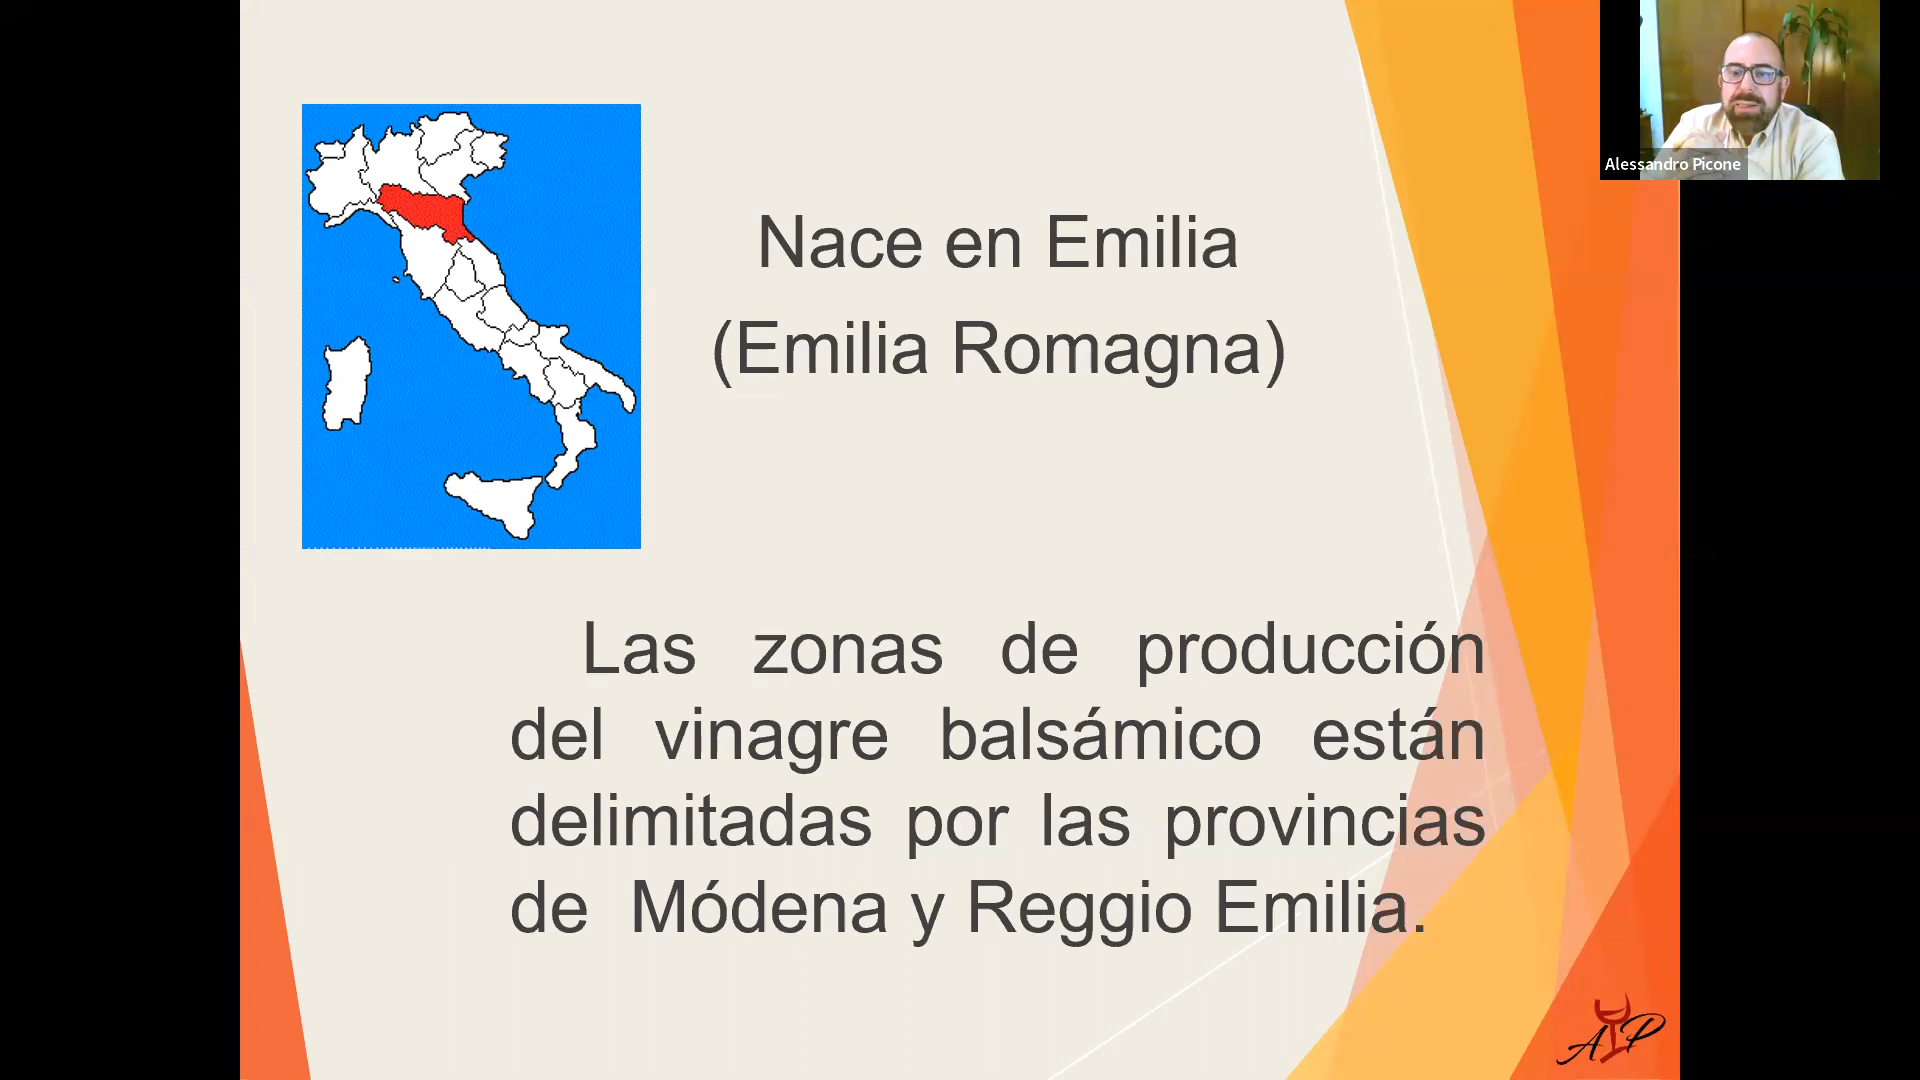 Alessandro Picone
Nace en Emilia
(Emilia Romagna)
Las zonas de producción
del vinagre balsámico están
delimitadas por las provincias
de Módena y Reggio Emilia.
AP